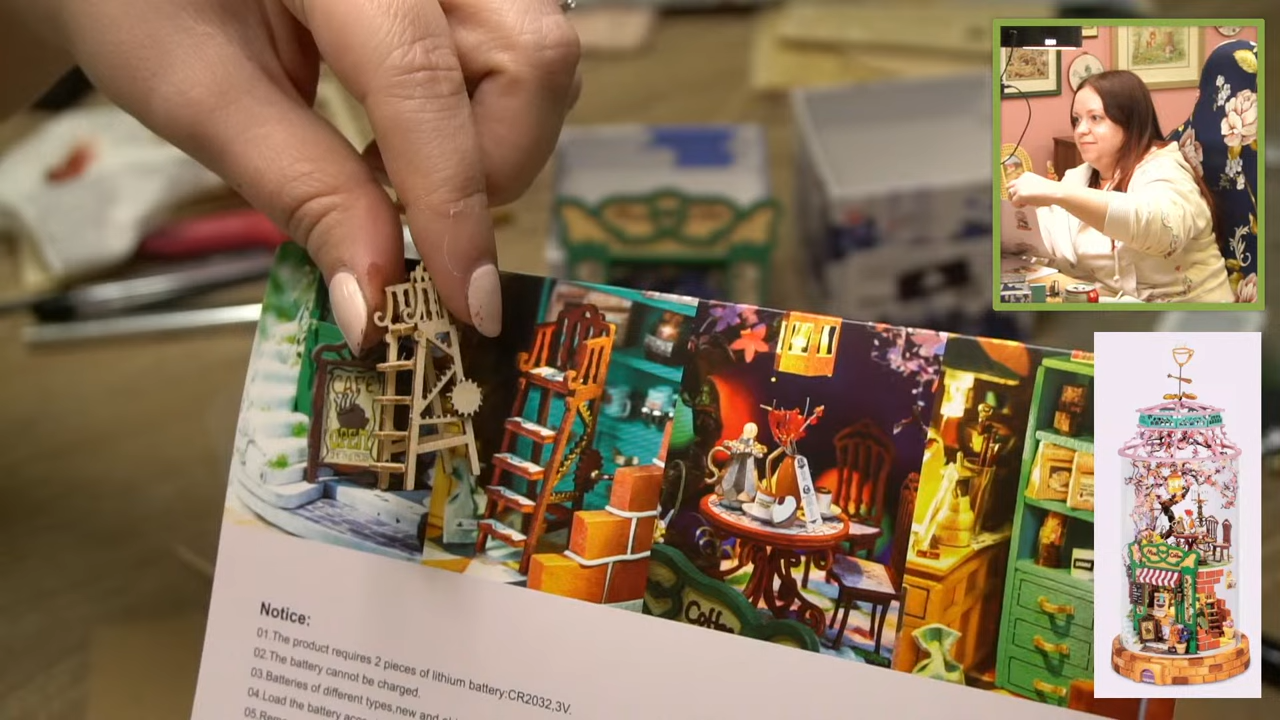 CAFE
OPEN
Coffee
Notice:
01.The product requires 2 pieces of lithium battery:CR2032,3V.
02.The battery cannot be charged.
03.Batteries of different types,new and
04.Load the battery